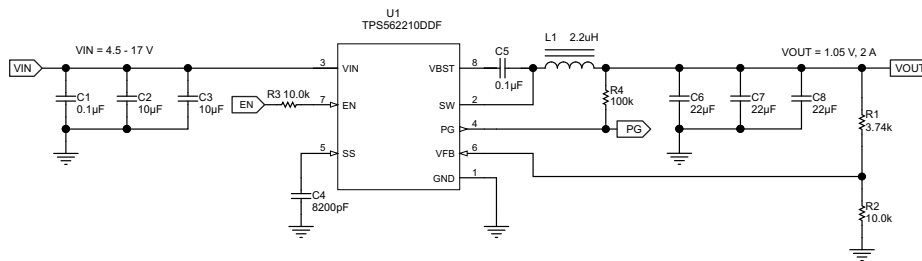 U1
TPS562210DDF
VIN
VIN = 4.5 - 17 V
3
VIN
VBST
8
C5
0.1µF
L1 2.2uH
VOUT = 1.05 V, 2 A
VOUT
C1
0.1µF
C2
10µF
C3
10µF
EN
R3 10.0k
7
EN
SW
2
R4
100k
C6
22µF
C7
22µF
C8
22µF
R1
3.74k
PG
4
PG
5
SS
VFB
6
C4
8200pF
GND
1
R2
10.0k